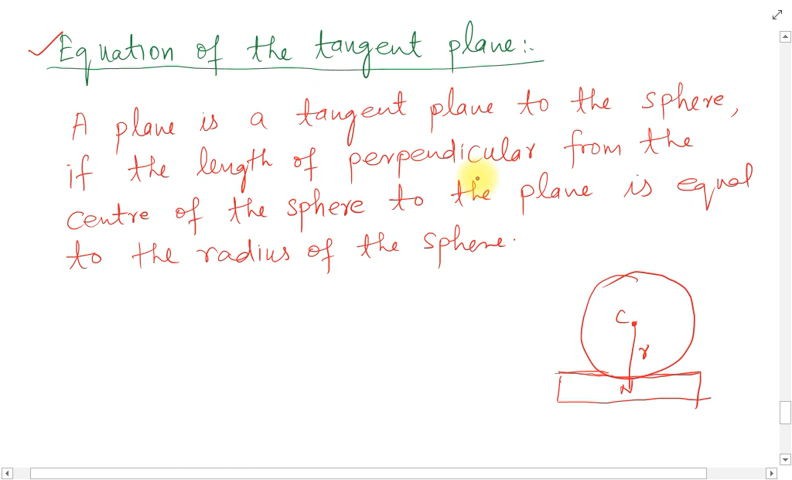 Equation of the tangent plane:-
A plane is a tangent plane to the sphere,
if the length of perpendicular from the
centre of the sphere to the plane is equal
to the radius of the sphere.
C
r
N